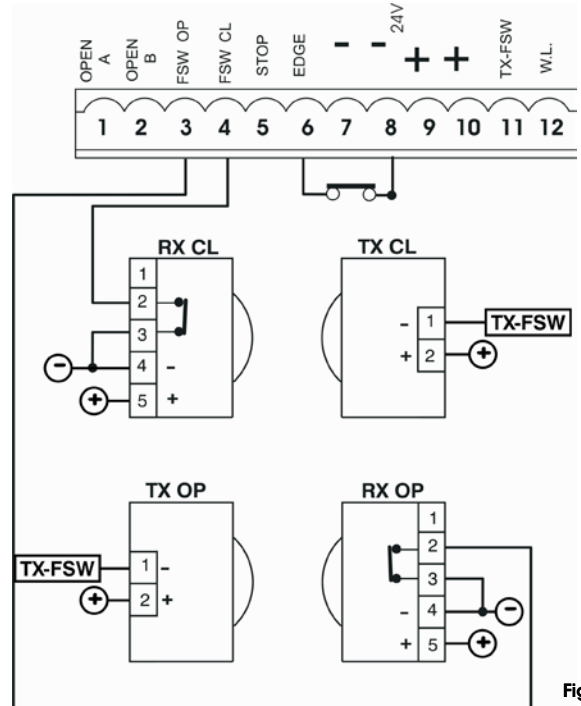 OPEN A
OPEN B
FSW OP
FSW CL
STOP
EDGE
- - 24V + +
TX-FSW
W.L.
1 2 3 4 5 6 7 8 9 10 11 12
RX CL
1
2
3
4 -
5 +
-
+
TX CL
- 1
+ 2
TX-FSW
+
TX OP
TX-FSW
1 -
2 +
+
RX OP
1
2
3
- 4
+ 5
-
+
Fig